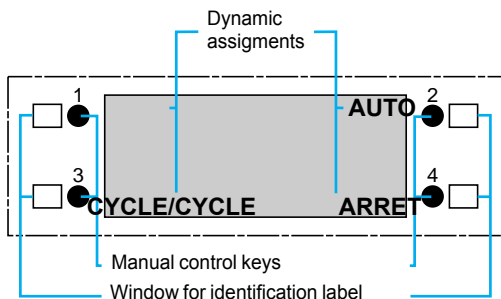 Dynamic
assigments
1
AUTO 2
3
CYCLE/CYCLE
ARRET 4
Manual control keys
Window for identification label